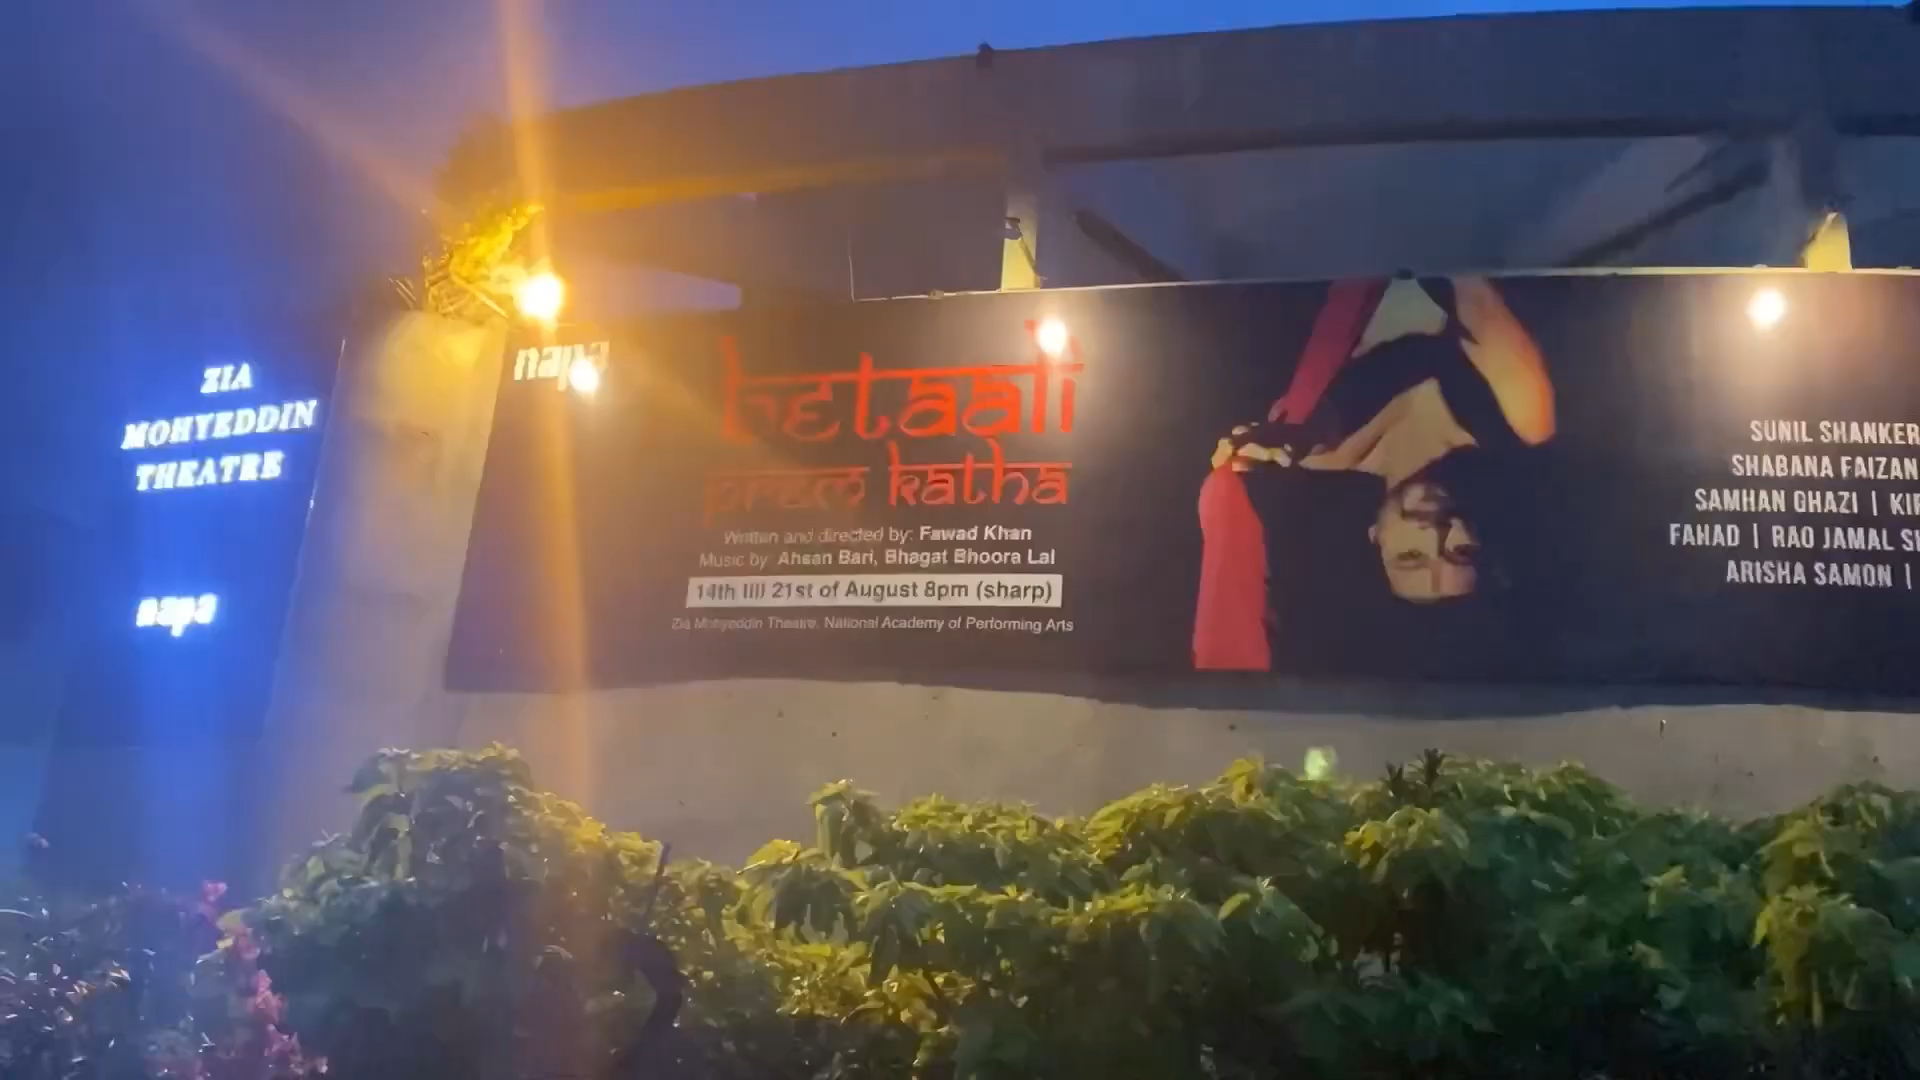 ZIA
MOHYEDDIN
THEATRE
napa
napa
betaali
prem katha
Written and directed by: Fawad Khan
Music by: Ahsan Bari, Bhagat Bhoora Lal
14th till 21st of August 8pm (sharp)
Zia Mohyeddin Theatre, National Academy of Performing Arts
SUNIL SHANKER
SHABANA FAIZAN
SAMHAN GHAZI |
FAHAD | RAO JAMAL
ARISHA SAMON |